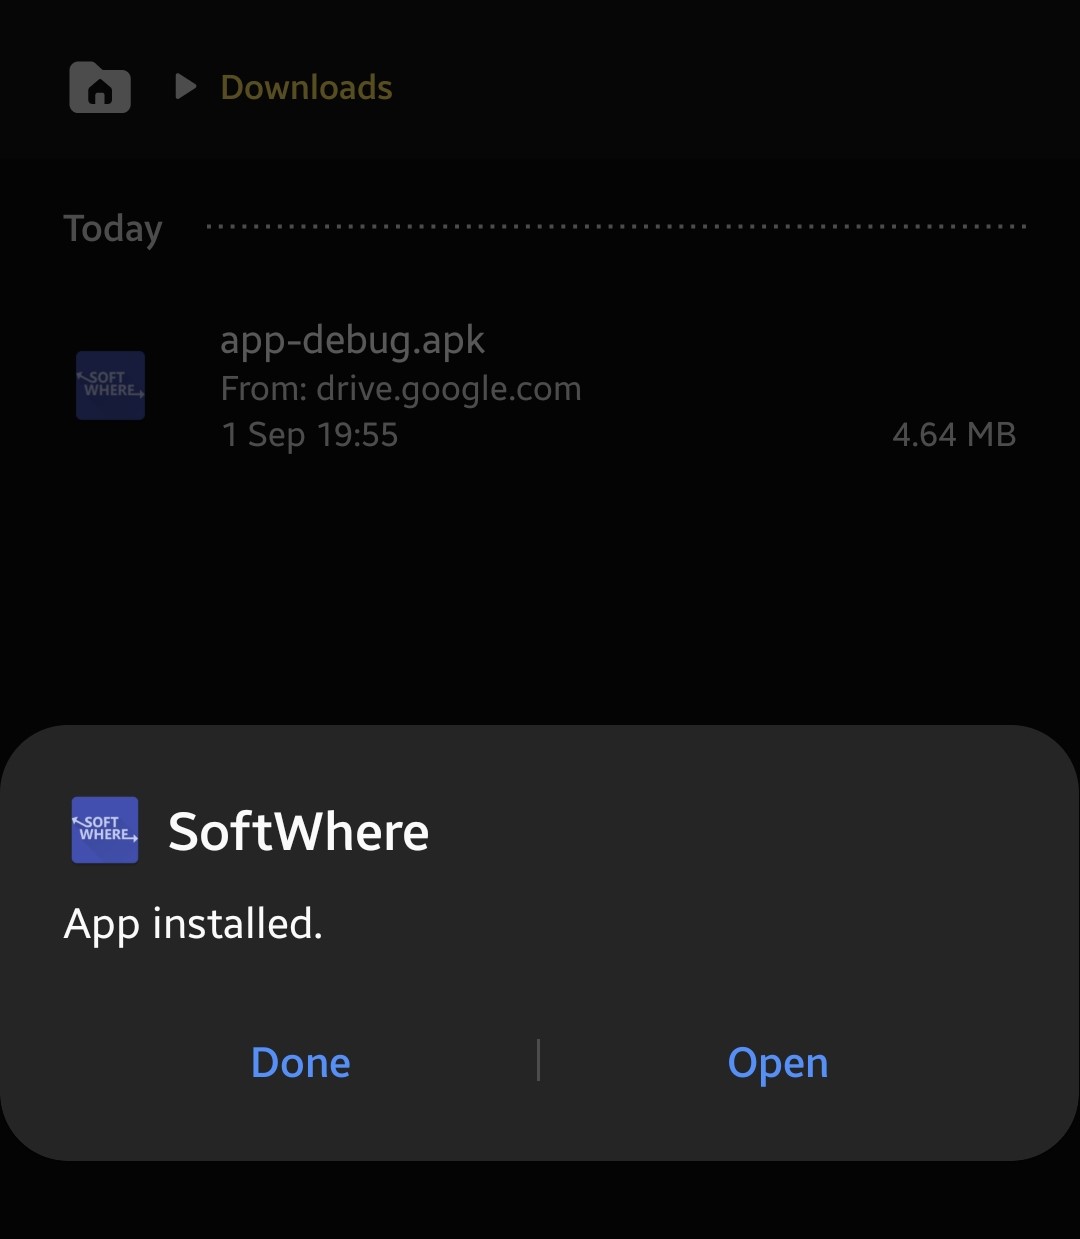 Downloads
Today
app-debug.apk
From: drive.google.com
1 Sep 19:55
4.64 MB
SOFT
WHERE
SOFT
WHERE
SoftWhere
App installed.
Done
Open